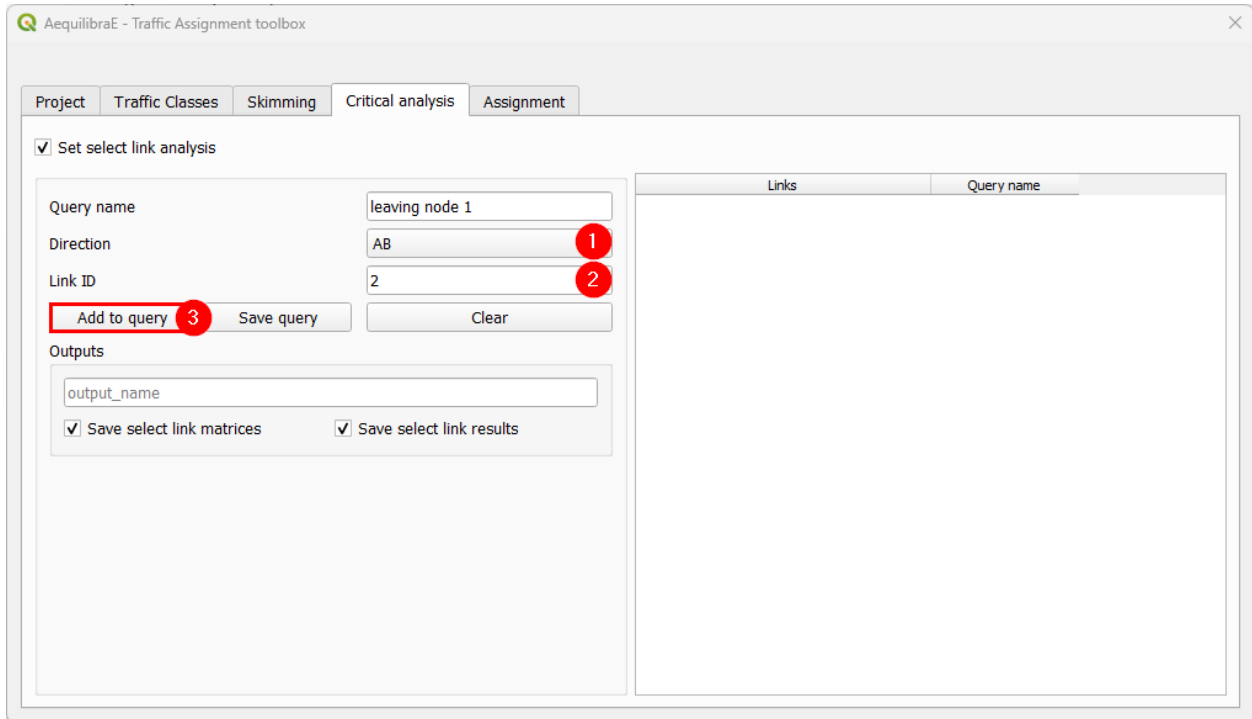 AequilibraE - Traffic Assignment toolbox
Project Traffic Classes Skimming Critical analysis Assignment
Set select link analysis
Links Query name
Query name leaving node 1
Direction AB 1
Link ID 2 2
Add to query 3 Save query Clear
Outputs
output_name
Save select link matrices Save select link results